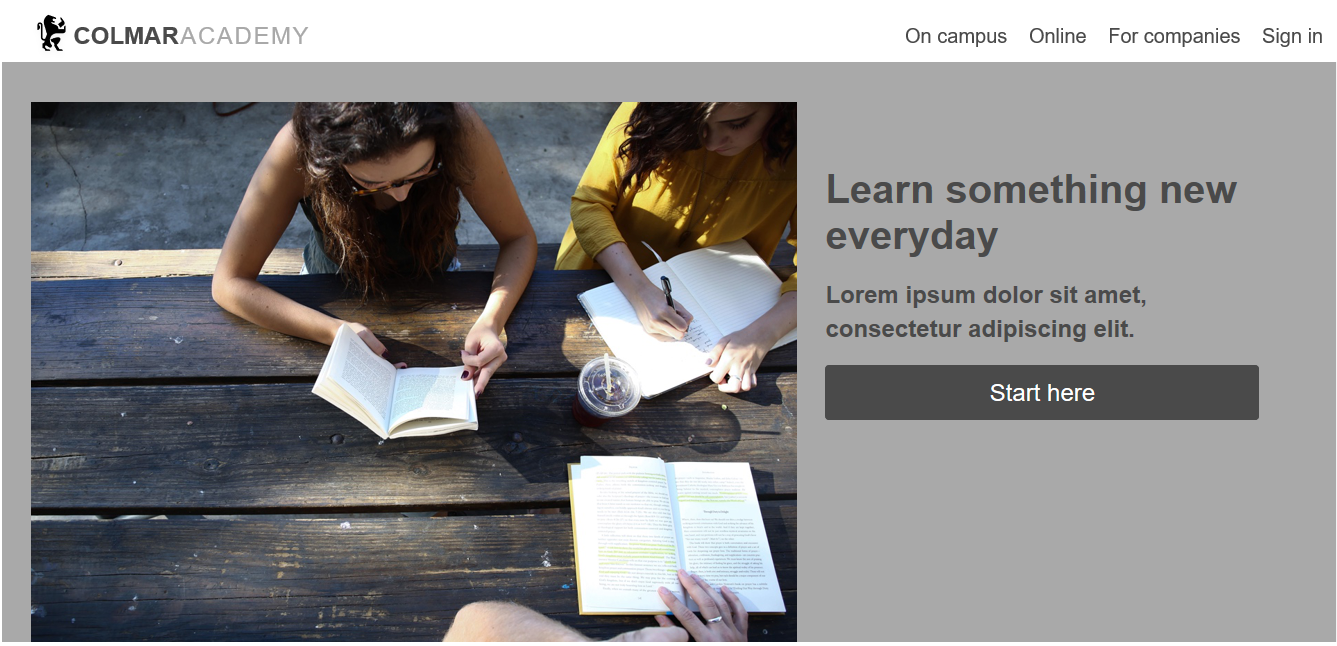 COLMARACADEMY
On campus Online For companies Sign in
Learn something new
everyday
Lorem ipsum dolor sit amet,
consectetur adipiscing elit.
Start here